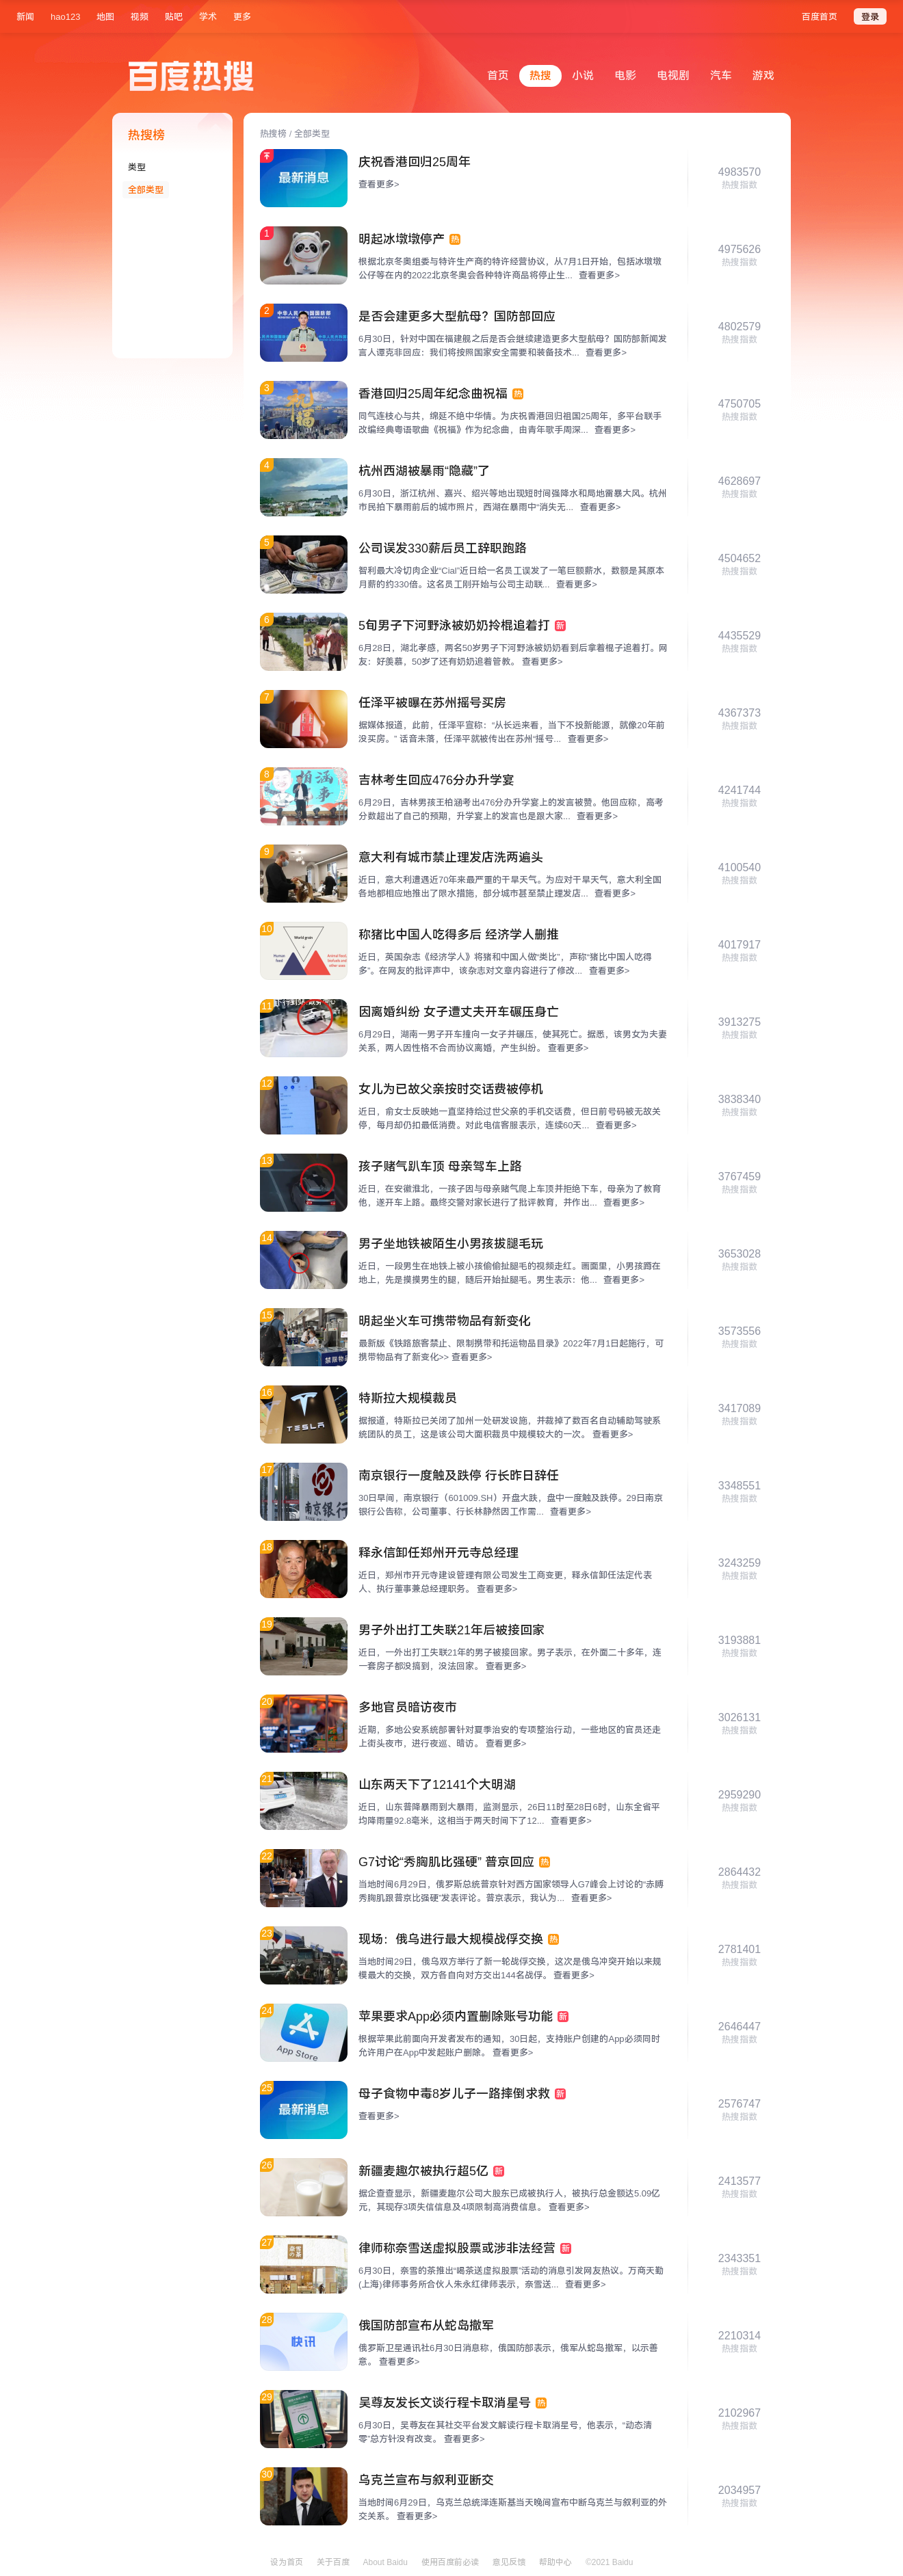 新闻 hao123 地图 视频 贴吧 学术 更多 百度首页 登录
百度热搜
首页 热搜 小说 电影 电视剧 汽车 游戏
热搜榜
类型
全部类型
热搜榜 / 全部类型
最新消息
庆祝香港回归25周年
查看更多>
4983570
热搜指数
1
明起冰墩墩停产 热
根据北京冬奥组委与特许生产商的特许经营协议，从7月1日开始，包括冰墩墩
公仔等在内的2022北京冬奥会各种特许商品将停止生... 查看更多>
4975626
热搜指数
2
是否会建更多大型航母？国防部回应
6月30日，针对中国在福建舰之后是否会继续建造更多大型航母？国防部新闻发
言人谭克非回应：我们将按照国家安全需要和装备技术... 查看更多>
4802579
热搜指数
3
香港回归25周年纪念曲祝福 热
同气连枝心与共，绵延不绝中华情。为庆祝香港回归祖国25周年，多平台联手
改编经典粤语歌曲《祝福》作为纪念曲，由青年歌手周深... 查看更多>
4750705
热搜指数
4
杭州西湖被暴雨“隐藏”了
6月30日，浙江杭州、嘉兴、绍兴等地出现短时间强降水和局地雷暴大风。杭州
市民拍下暴雨前后的城市照片，西湖在暴雨中“消失无... 查看更多>
4628697
热搜指数
5
公司误发330薪后员工辞职跑路
智利最大冷切肉企业“Cial”近日给一名员工误发了一笔巨额薪水，数额是其原本
月薪的约330倍。这名员工刚开始与公司主动联... 查看更多>
4504652
热搜指数
6
5旬男子下河野泳被奶奶拎棍追着打 新
6月28日，湖北孝感，两名50岁男子下河野泳被奶奶看到后拿着棍子追着打。网
友：好羡慕，50岁了还有奶奶追着管教。 查看更多>
4435529
热搜指数
7
任泽平被曝在苏州摇号买房
据媒体报道，此前，任泽平宣称：“从长远来看，当下不投新能源，就像20年前
没买房。” 话音未落，任泽平就被传出在苏州“摇号... 查看更多>
4367373
热搜指数
8
吉林考生回应476分办升学宴
6月29日，吉林男孩王柏涵考出476分办升学宴上的发言被赞。他回应称，高考
分数超出了自己的预期，升学宴上的发言也是跟大家... 查看更多>
4241744
热搜指数
9
意大利有城市禁止理发店洗两遍头
近日，意大利遭遇近70年来最严重的干旱天气。为应对干旱天气，意大利全国
各地都相应地推出了限水措施，部分城市甚至禁止理发店... 查看更多>
4100540
热搜指数
10
称猪比中国人吃得多后 经济学人删推
近日，英国杂志《经济学人》将猪和中国人做“类比”，声称“猪比中国人吃得
多”。在网友的批评声中，该杂志对文章内容进行了修改... 查看更多>
4017917
热搜指数
11
因离婚纠纷 女子遭丈夫开车碾压身亡
6月29日，湖南一男子开车撞向一女子并碾压，使其死亡。据悉，该男女为夫妻
关系，两人因性格不合而协议离婚，产生纠纷。 查看更多>
3913275
热搜指数
12
女儿为已故父亲按时交话费被停机
近日，俞女士反映她一直坚持给过世父亲的手机交话费，但日前号码被无故关
停，每月却仍扣最低消费。对此电信客服表示，连续60天... 查看更多>
3838340
热搜指数
13
孩子赌气趴车顶 母亲驾车上路
近日，在安徽淮北，一孩子因与母亲赌气爬上车顶并拒绝下车，母亲为了教育
他，遂开车上路。最终交警对家长进行了批评教育，并作出... 查看更多>
3767459
热搜指数
14
男子坐地铁被陌生小男孩拔腿毛玩
近日，一段男生在地铁上被小孩偷偷扯腿毛的视频走红。画面里，小男孩蹲在
地上，先是摸摸男生的腿，随后开始扯腿毛。男生表示：他... 查看更多>
3653028
热搜指数
15
明起坐火车可携带物品有新变化
最新版《铁路旅客禁止、限制携带和托运物品目录》2022年7月1日起施行，可
携带物品有了新变化>> 查看更多>
3573556
热搜指数
16
TESLA
特斯拉大规模裁员
据报道，特斯拉已关闭了加州一处研发设施，并裁掉了数百名自动辅助驾驶系
统团队的员工，这是该公司大面积裁员中规模较大的一次。 查看更多>
3417089
热搜指数
17
南京银行
南京银行一度触及跌停 行长昨日辞任
30日早间，南京银行（601009.SH）开盘大跌，盘中一度触及跌停。29日南京
银行公告称，公司董事、行长林静然因工作需... 查看更多>
3348551
热搜指数
18
释永信卸任郑州开元寺总经理
近日，郑州市开元寺建设管理有限公司发生工商变更，释永信卸任法定代表
人、执行董事兼总经理职务。 查看更多>
3243259
热搜指数
19
男子外出打工失联21年后被接回家
近日，一外出打工失联21年的男子被接回家。男子表示，在外面二十多年，连
一套房子都没搞到，没法回家。 查看更多>
3193881
热搜指数
20
多地官员暗访夜市
近期，多地公安系统部署针对夏季治安的专项整治行动，一些地区的官员还走
上街头夜市，进行夜巡、暗访。 查看更多>
3026131
热搜指数
21
山东两天下了12141个大明湖
近日，山东普降暴雨到大暴雨，监测显示，26日11时至28日6时，山东全省平
均降雨量92.8毫米，这相当于两天时间下了12... 查看更多>
2959290
热搜指数
22
G7讨论“秀胸肌比强硬” 普京回应 热
当地时间6月29日，俄罗斯总统普京针对西方国家领导人G7峰会上讨论的“赤膊
秀胸肌跟普京比强硬”发表评论。普京表示，我认为... 查看更多>
2864432
热搜指数
23
现场：俄乌进行最大规模战俘交换 热
当地时间29日，俄乌双方举行了新一轮战俘交换，这次是俄乌冲突开始以来规
模最大的交换，双方各自向对方交出144名战俘。 查看更多>
2781401
热搜指数
24
App Store
苹果要求App必须内置删除账号功能 新
根据苹果此前面向开发者发布的通知，30日起，支持账户创建的App必须同时
允许用户在App中发起账户删除。 查看更多>
2646447
热搜指数
25
最新消息
母子食物中毒8岁儿子一路摔倒求救 新
查看更多>
2576747
热搜指数
26
新疆麦趣尔被执行超5亿 新
据企查查显示，新疆麦趣尔公司大股东已成被执行人，被执行总金额达5.09亿
元，其现存3项失信信息及4项限制高消费信息。 查看更多>
2413577
热搜指数
27
律师称奈雪送虚拟股票或涉非法经营 新
6月30日，奈雪的茶推出“喝茶送虚拟股票”活动的消息引发网友热议。万商天勤
(上海)律师事务所合伙人朱永红律师表示，奈雪送... 查看更多>
2343351
热搜指数
28
快讯
俄国防部宣布从蛇岛撤军
俄罗斯卫星通讯社6月30日消息称，俄国防部表示，俄军从蛇岛撤军，以示善
意。 查看更多>
2210314
热搜指数
29
吴尊友发长文谈行程卡取消星号 热
6月30日，吴尊友在其社交平台发文解读行程卡取消星号，他表示，“动态清
零”总方针没有改变。 查看更多>
2102967
热搜指数
30
乌克兰宣布与叙利亚断交
当地时间6月29日，乌克兰总统泽连斯基当天晚间宣布中断乌克兰与叙利亚的外
交关系。 查看更多>
2034957
热搜指数
设为首页 关于百度 About Baidu 使用百度前必读 意见反馈 帮助中心 ©2021 Baidu